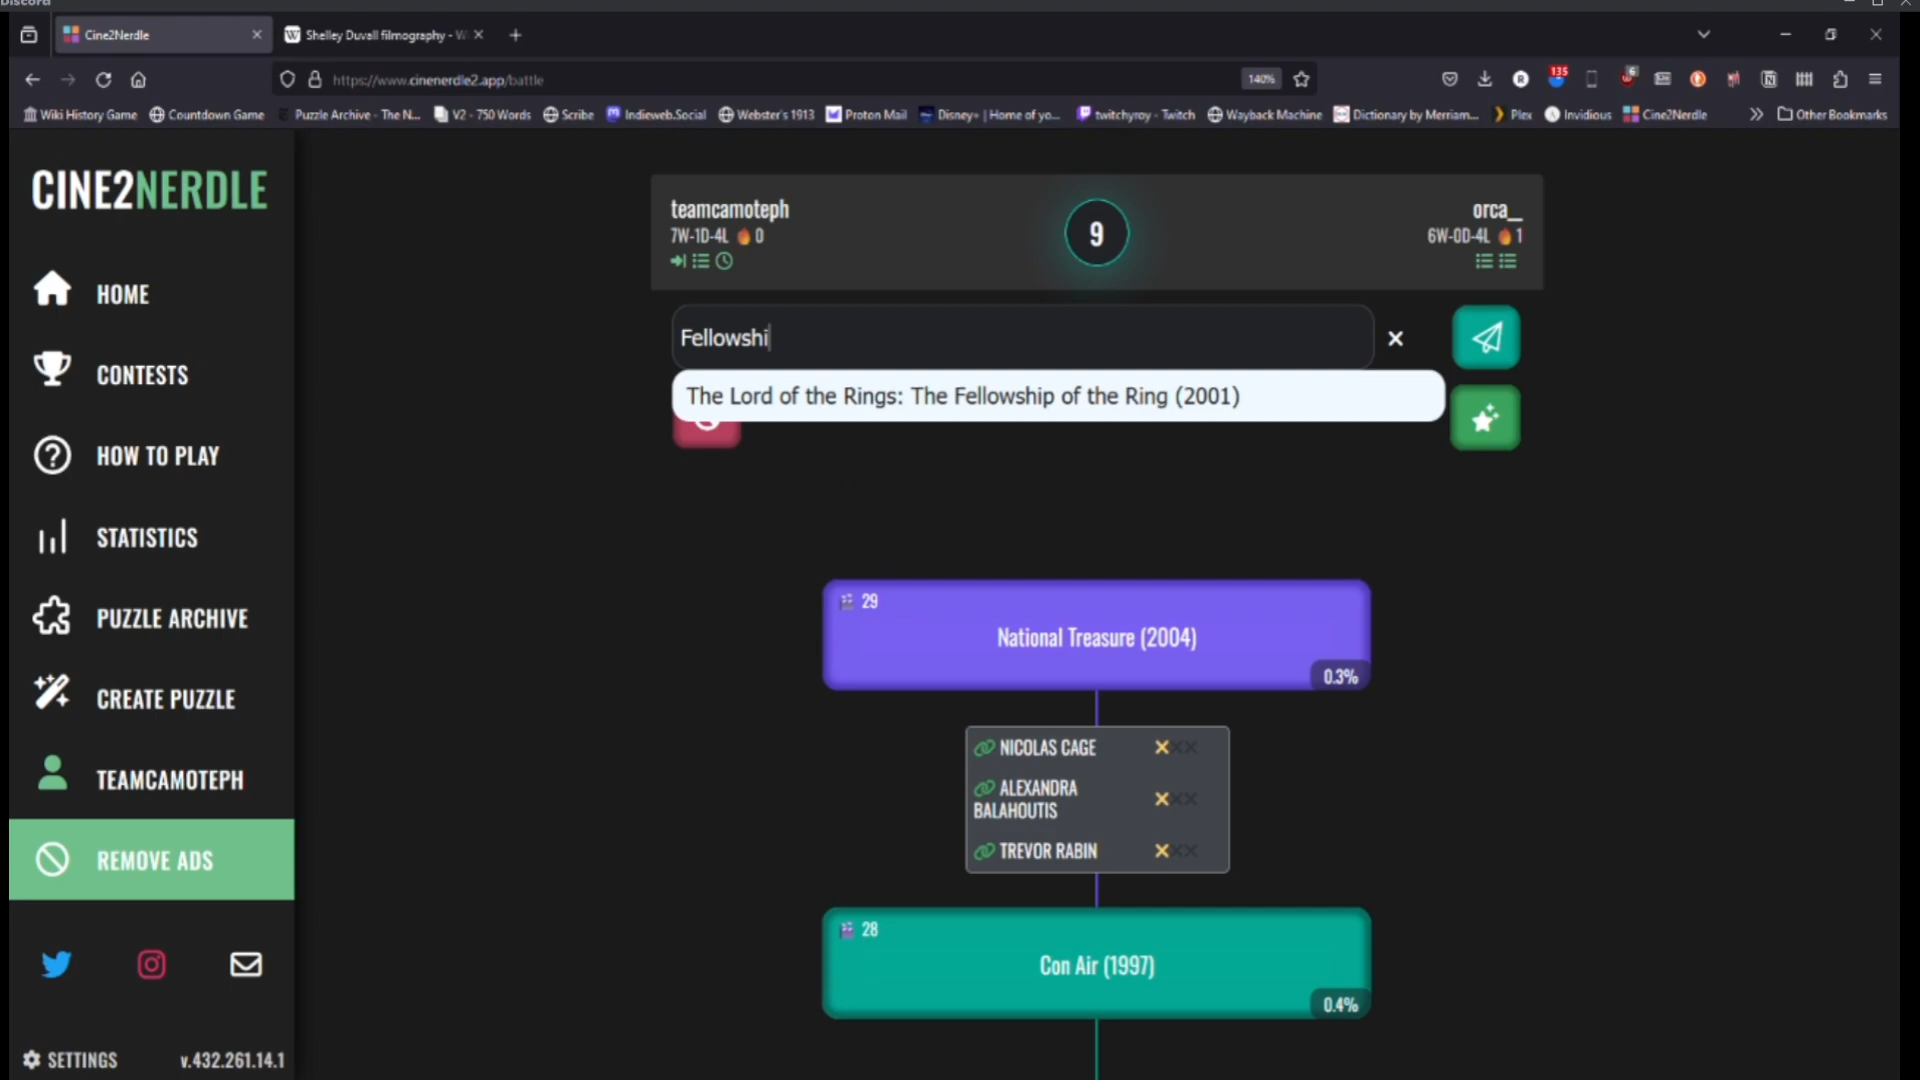 Discord
Cine2Nerdle
Shelley Duvall filmography - W
https://www.cinenerdle2.app/battle
140%
135
6
Wiki History Game
Countdown Game
Puzzle Archive - The N...
V2 - 750 Words
Scribe
Indieweb.Social
Webster's 1913
Proton Mail
Disney+ | Home of yo...
twitchyroy - Twitch
Wayback Machine
Dictionary by Merriam...
Plex
Invidious
Cine2Nerdle
Other Bookmarks
CINE2NERDLE
HOME
CONTESTS
HOW TO PLAY
STATISTICS
PUZZLE ARCHIVE
CREATE PUZZLE
TEAMCAMOTEPH
REMOVE ADS
SETTINGS
v.432.261.14.1
teamcamoteph
7W-1D-4L 🔥 0
9
orca__
6W-0D-4L 🔥 1
Fellowshi
The Lord of the Rings: The Fellowship of the Ring (2001)
29
National Treasure (2004)
0.3%
NICOLAS CAGE
ALEXANDRA
BALAHOUTIS
TREVOR RABIN
28
Con Air (1997)
0.4%